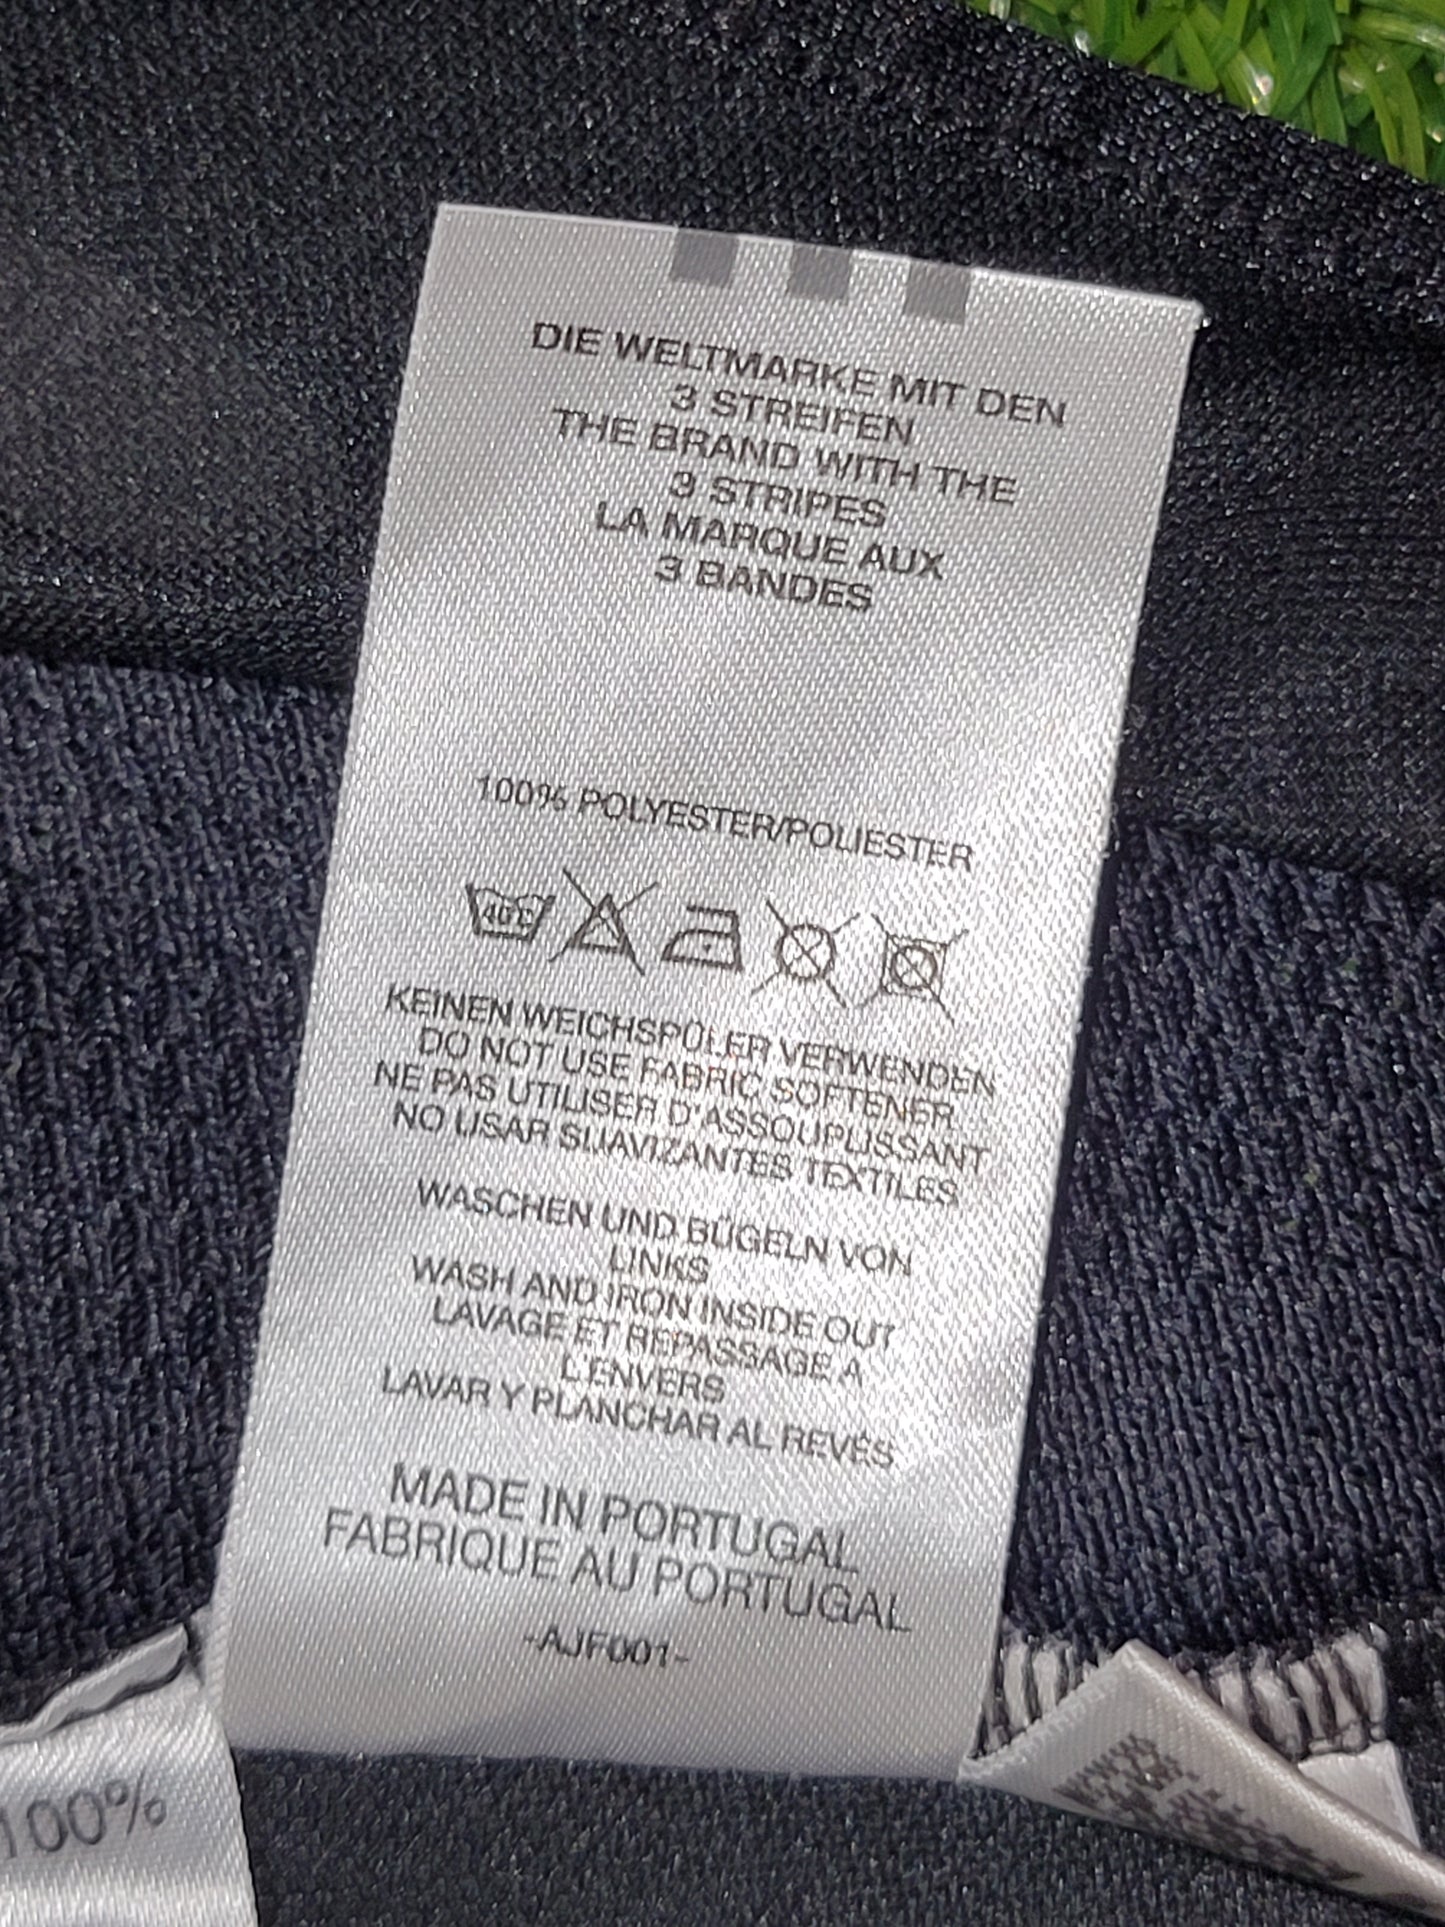 DIE WELTMARKE MIT DEN
3 STREIFEN
THE BRAND WITH THE
3 STRIPES
LA MARQUE AUX
3 BANDES
100% POLYESTER/POLIESTER
40°C
KEINEN WEICHSPÜLER VERWENDEN
DO NOT USE FABRIC SOFTENER
NE PAS UTILISER D'ASSOUPLISSANT
NO USAR SUAVIZANTES TEXTILES
WASCHEN UND BÜGELN VON
LINKS
WASH AND IRON INSIDE OUT
LAVAGE ET REPASSAGE A
L'ENVERS
LAVAR Y PLANCHAR AL REVÉS
MADE IN PORTUGAL
FABRIQUE AU PORTUGAL
-AJF001-
100%